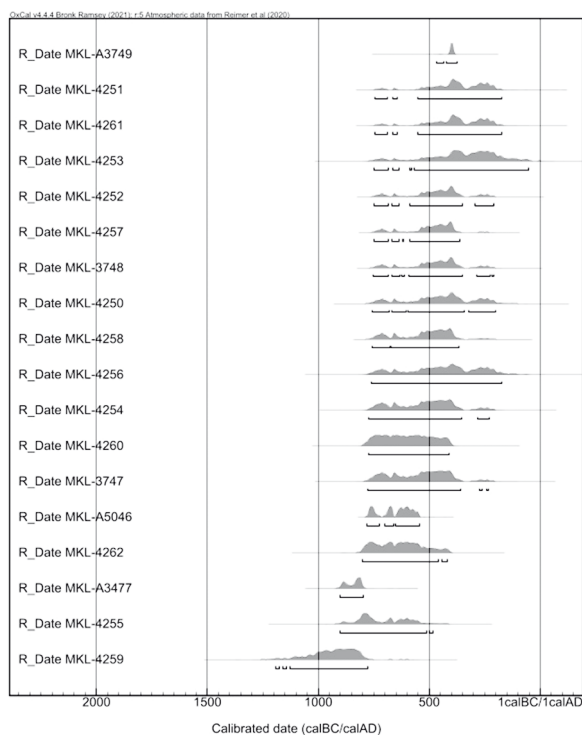 OxCal v4.4.4 Bronk Ramsey (2021); r:5 Atmospheric data from Reimer et al (2020)
R_Date MKL-A3749
R_Date MKL-4251
R_Date MKL-4261
R_Date MKL-4253
R_Date MKL-4252
R_Date MKL-4257
R_Date MKL-3748
R_Date MKL-4250
R_Date MKL-4258
R_Date MKL-4256
R_Date MKL-4254
R_Date MKL-4260
R_Date MKL-3747
R_Date MKL-A5046
R_Date MKL-4262
R_Date MKL-A3477
R_Date MKL-4255
R_Date MKL-4259
2000 1500 1000 500 1calBC/1calAD
Calibrated date (calBC/calAD)